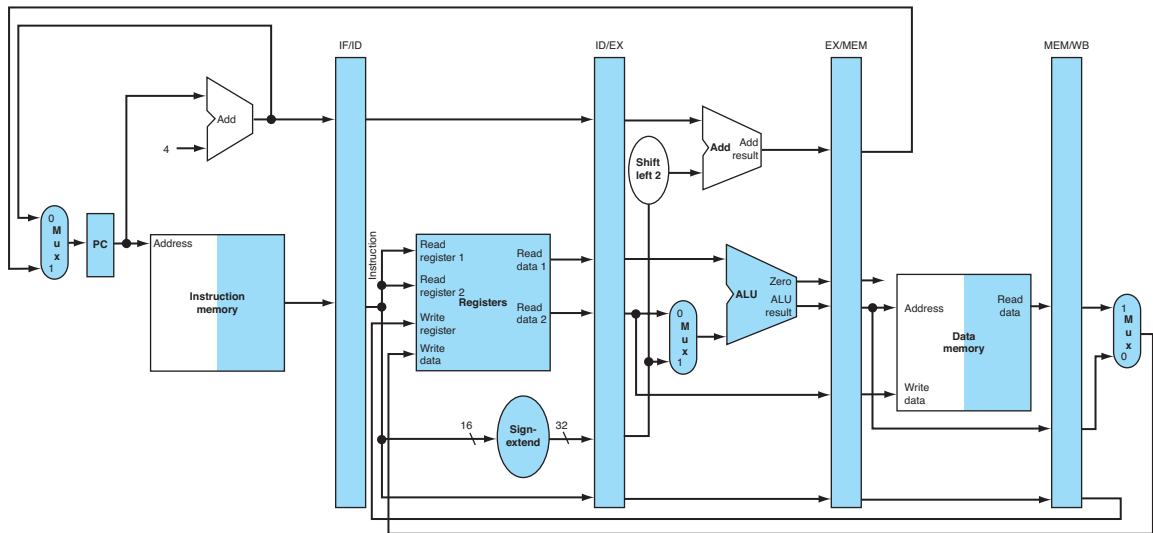 IF/ID
ID/EX
EX/MEM
MEM/WB
Add
4
Add
Add
result
Shift
left 2
0
M
u
x
1
PC
Address
Instruction
memory
Instruction
Read
register 1
Read
register 2
Write
register
Write
data
Registers
Read
data 1
Read
data 2
0
M
u
x
1
ALU
Zero
ALU
result
Address
Read
data
Data
memory
Write
data
1
M
u
x
0
16
Sign-
extend
32